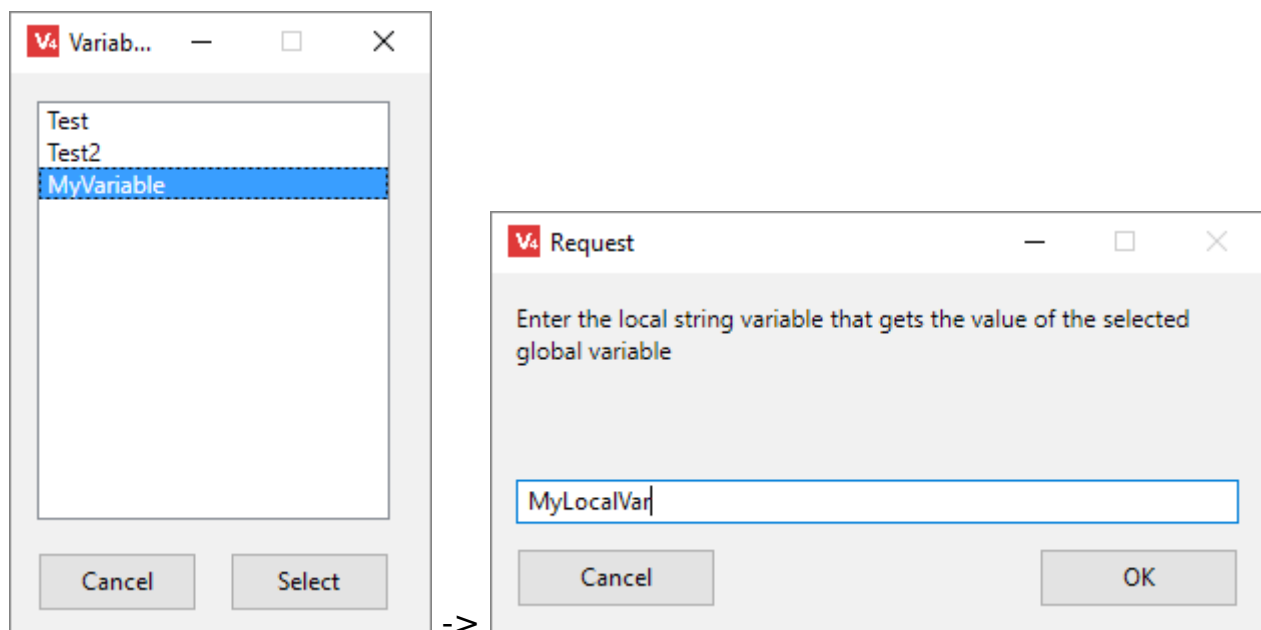 V4 Variab...
Test
Test2
MyVariable
Cancel
Select
->
V4 Request
Enter the local string variable that gets the value of the selected
global variable
MyLocalVar
Cancel
OK